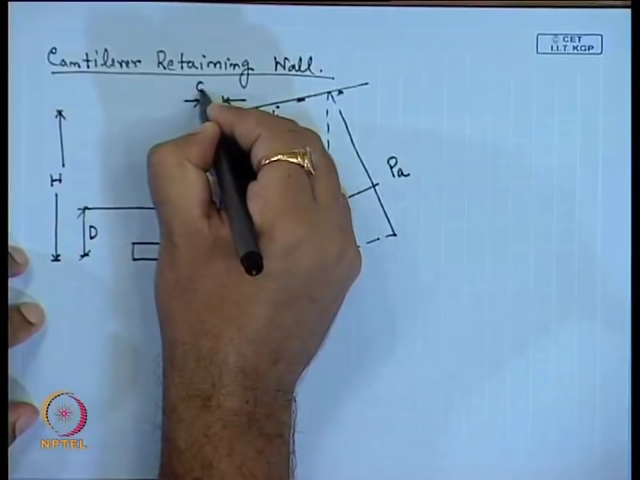 © CET
I.I.T. KGP
Cantilever Retaining Wall.
H
D
Pa
NPTEL